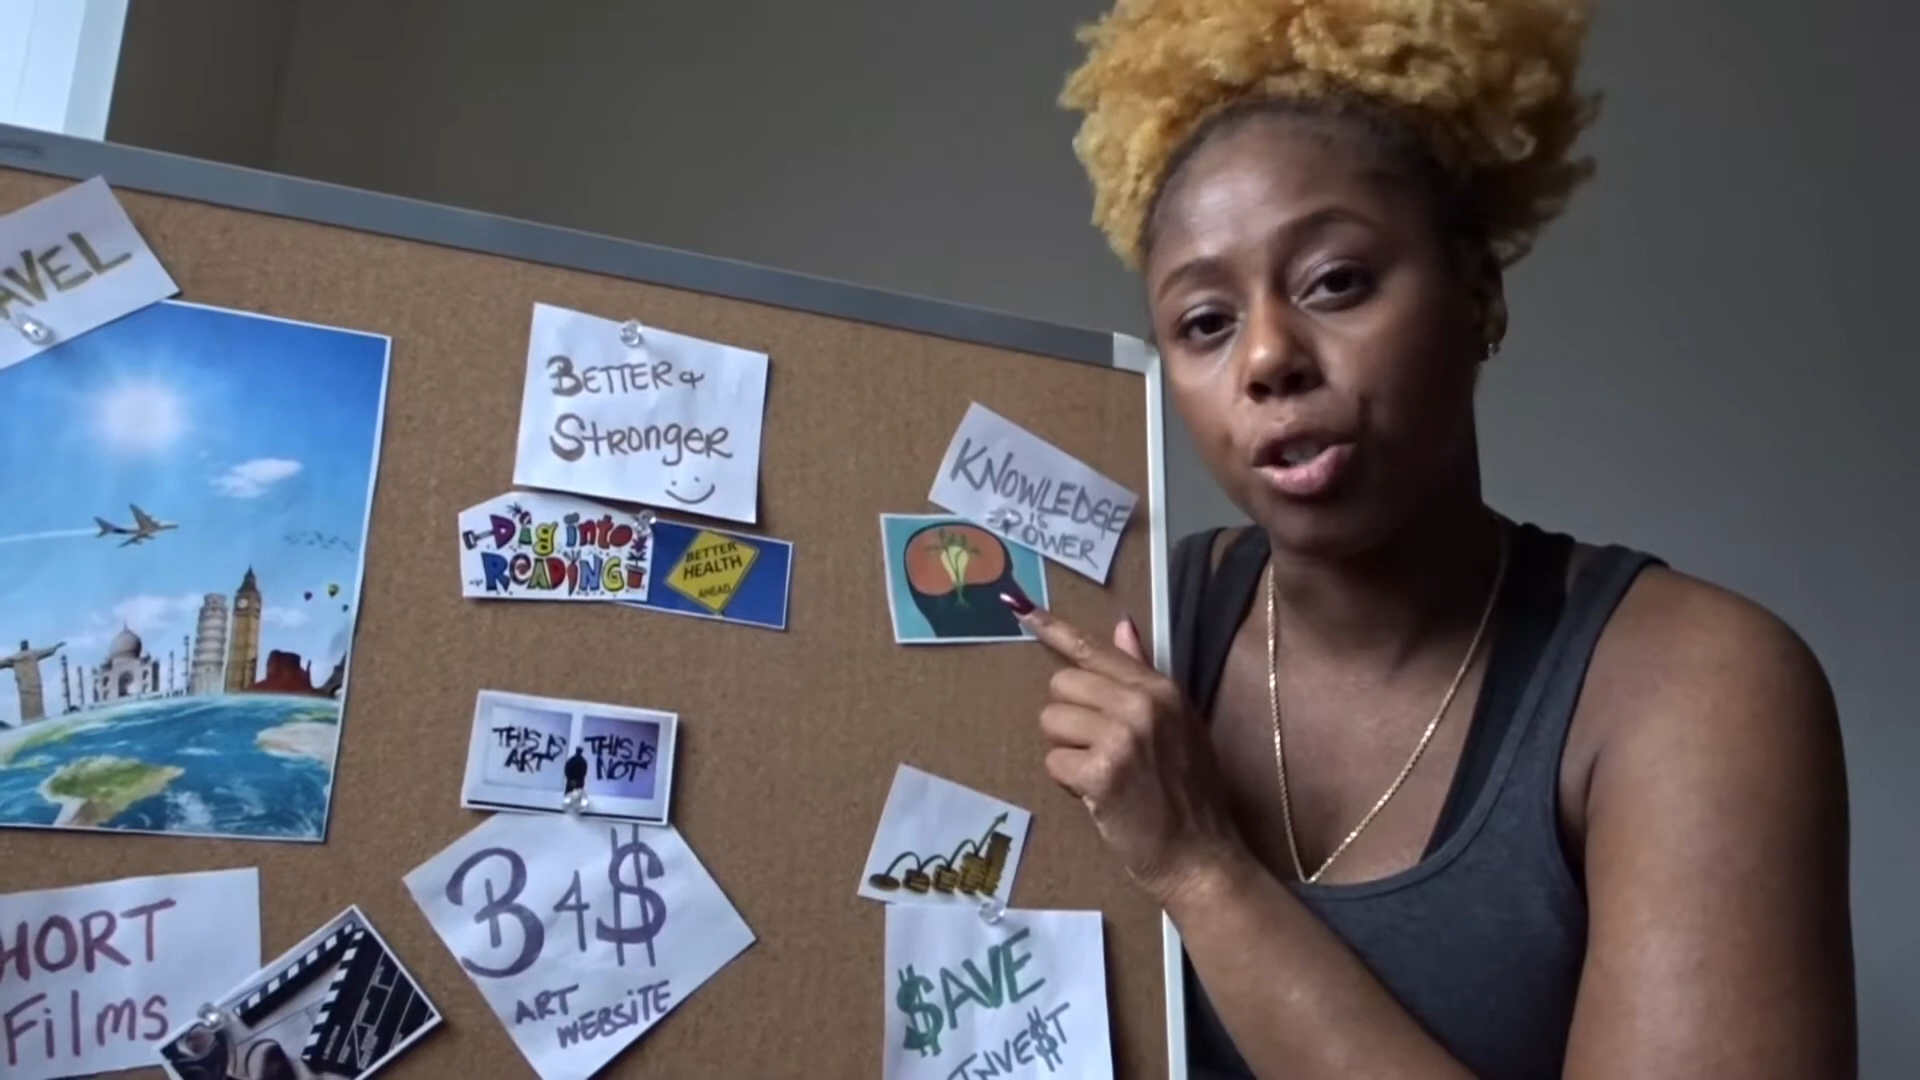 AVEL
BETTER &
StrongeR
Dig into
READING
BETTER
HEALTH
AHEAD
KNOWLEDGE
is
POWER
THIS IS
ART
THIS IS
NOT
B4$
ART
WEBSiTE
HORT
Films
$AVE
INVE$T